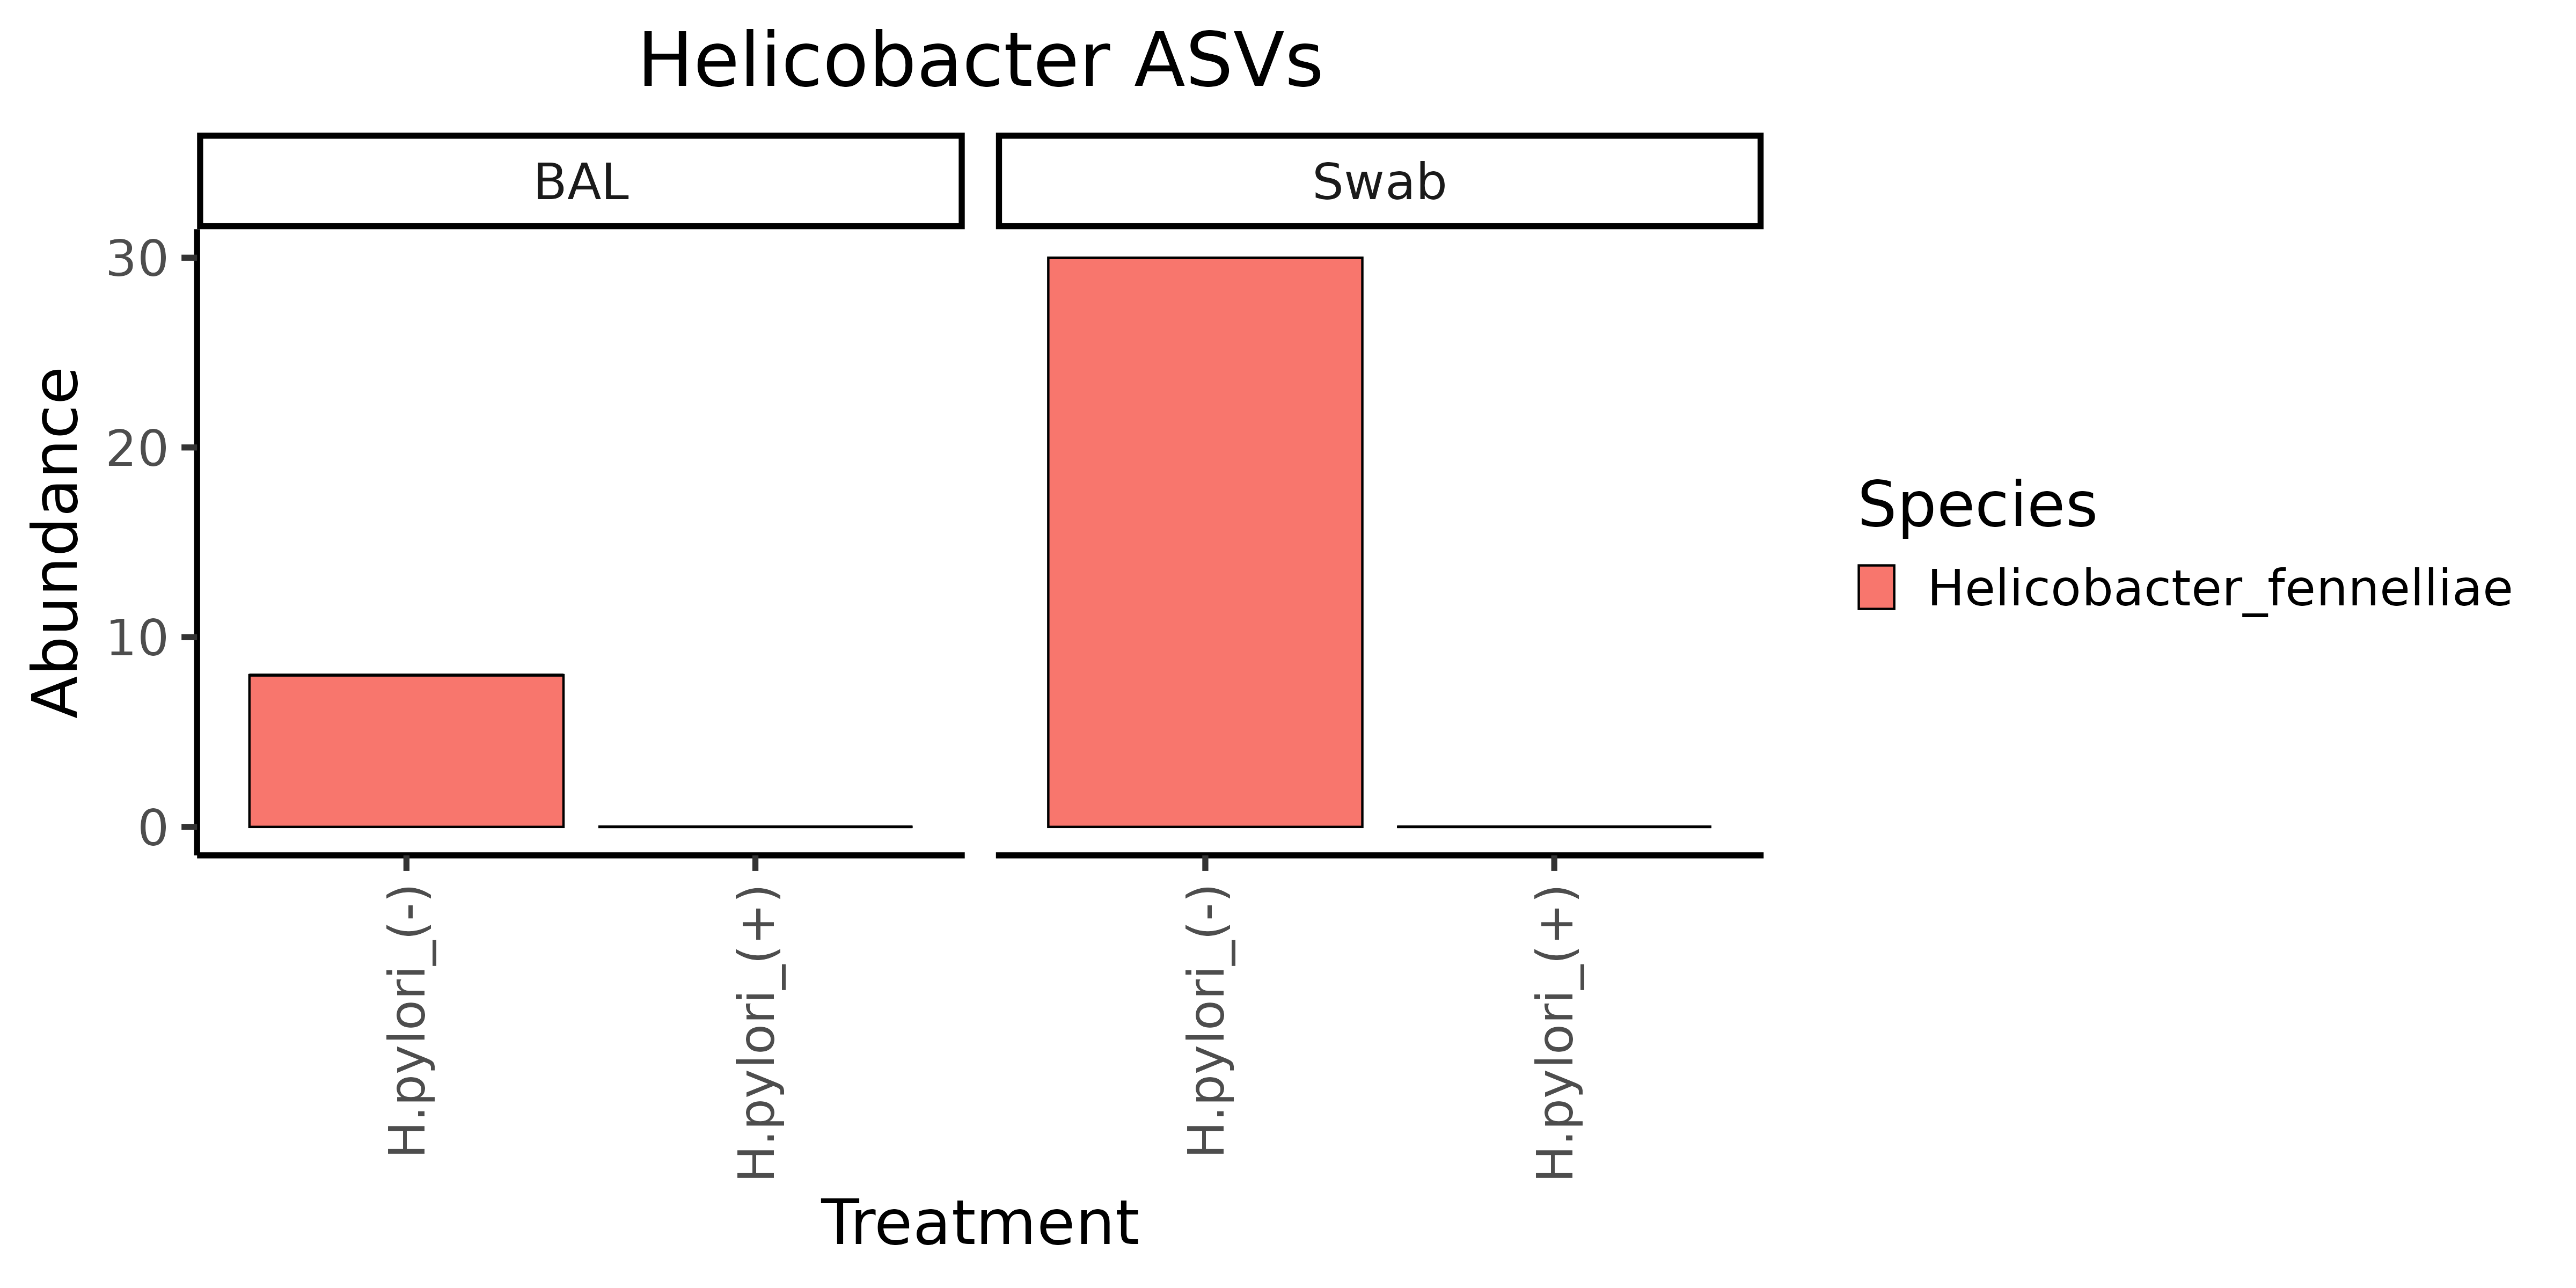 Helicobacter ASVs
BAL
Swab
Abundance
30
20
10
0
H.pylori_(-)
H.pylori_(+)
H.pylori_(-)
H.pylori_(+)
Treatment
Species
Helicobacter_fennelliae